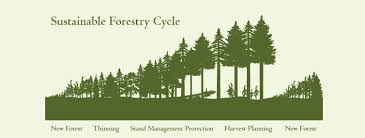 Sustainable Forestry Cycle
New Forest Thinning Stand Management Protection Harvest Planning New Forest